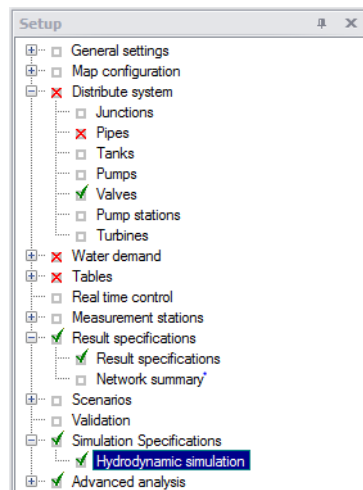 Setup
General settings
Map configuration
Distribute system
Junctions
Pipes
Tanks
Pumps
Valves
Pump stations
Turbines
Water demand
Tables
Real time control
Measurement stations
Result specifications
Result specifications
Network summary*
Scenarios
Validation
Simulation Specifications
Hydrodynamic simulation
Advanced analysis